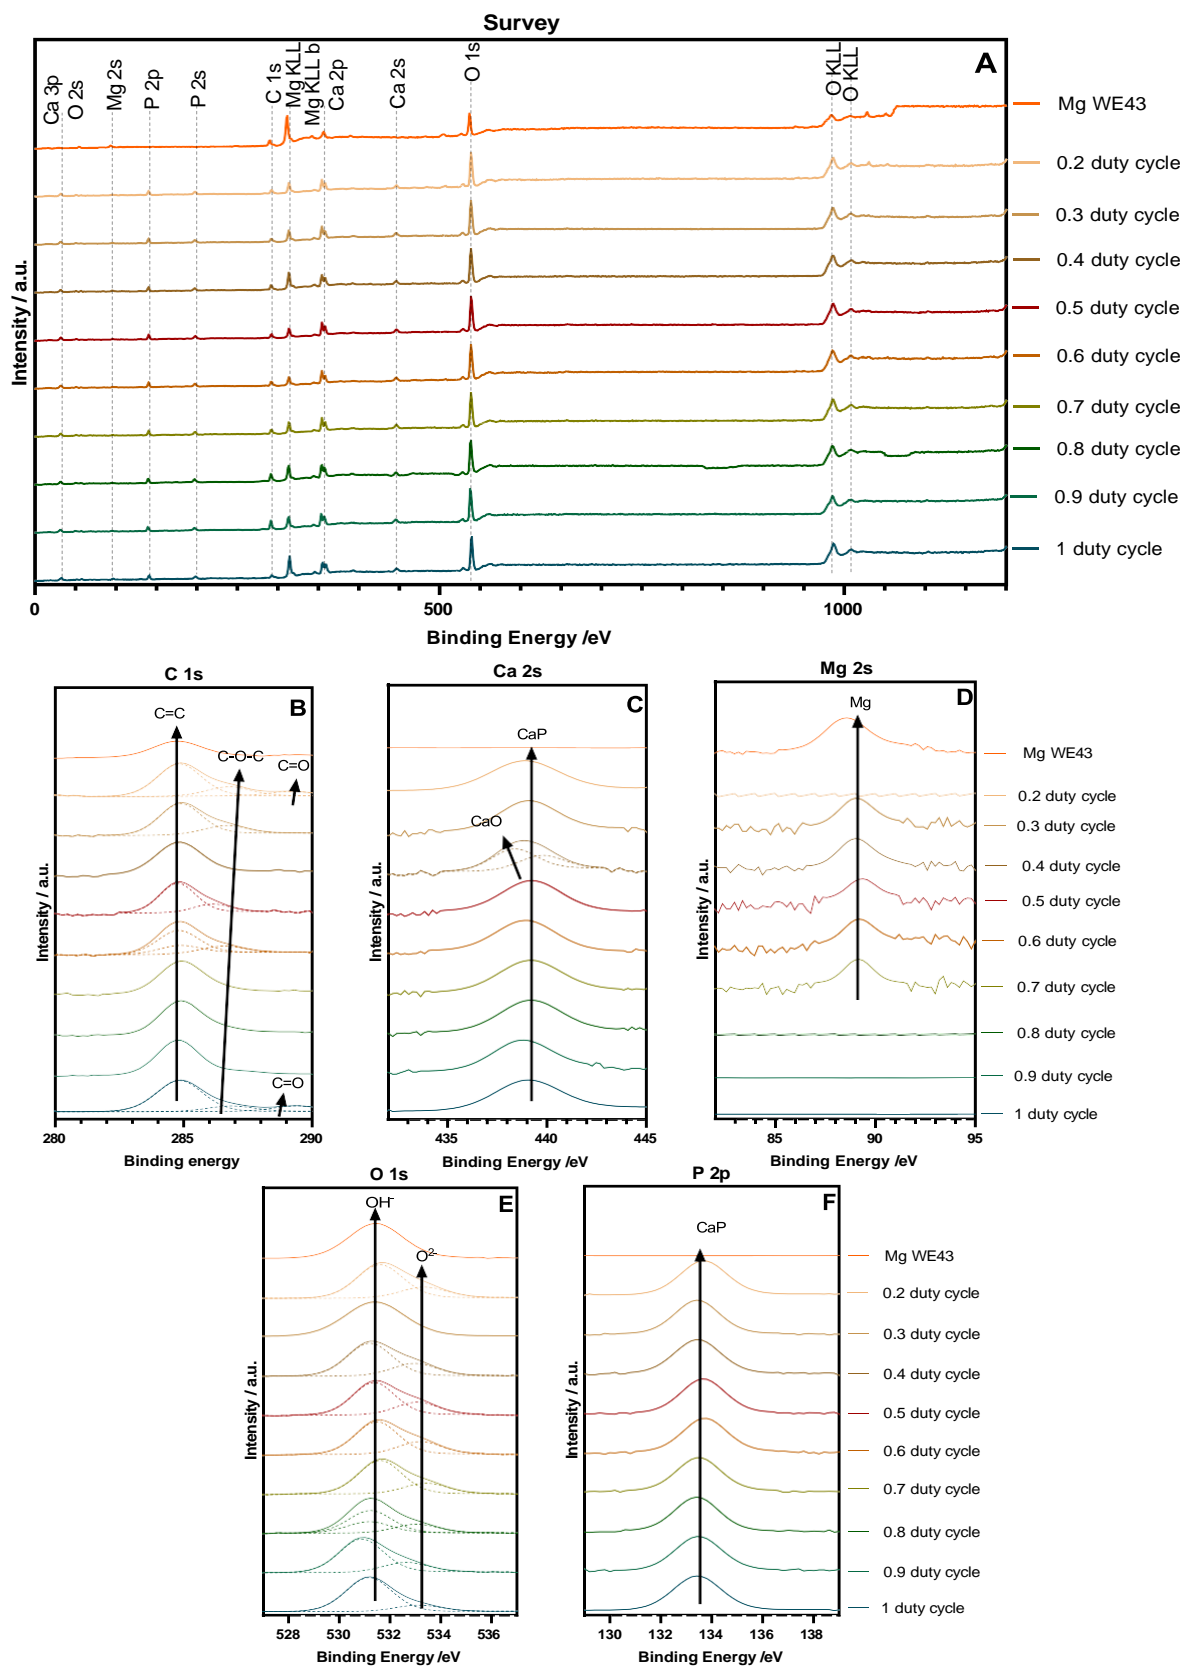 Survey
A
Ca 3p
O 2s
Mg 2s
P 2p
P 2s
C 1s
Mg KLL
Mg KLL b
Ca 2p
Ca 2s
O 1s
O KLL
O KLL
Mg WE43
0.2 duty cycle
0.3 duty cycle
0.4 duty cycle
0.5 duty cycle
0.6 duty cycle
0.7 duty cycle
0.8 duty cycle
0.9 duty cycle
1 duty cycle
Intensity / a.u.
0 500 1000
Binding Energy /eV
C 1s
B
C=C
C-O-C
C=O
C=O
Intensity / a.u.
280 285 290
Binding energy
Ca 2s
C
CaP
CaO
Intensity / a.u.
435 440 445
Binding Energy /eV
Mg 2s
D
Mg
Intensity / a.u.
85 90 95
Binding Energy /eV
Mg WE43
0.2 duty cycle
0.3 duty cycle
0.4 duty cycle
0.5 duty cycle
0.6 duty cycle
0.7 duty cycle
0.8 duty cycle
0.9 duty cycle
1 duty cycle
O 1s
E
OH-
O2-
Intensity / a.u.
528 530 532 534 536
Binding Energy /eV
P 2p
F
CaP
Intensity / a.u.
130 132 134 136 138
Binding Energy /eV
Mg WE43
0.2 duty cycle
0.3 duty cycle
0.4 duty cycle
0.5 duty cycle
0.6 duty cycle
0.7 duty cycle
0.8 duty cycle
0.9 duty cycle
1 duty cycle